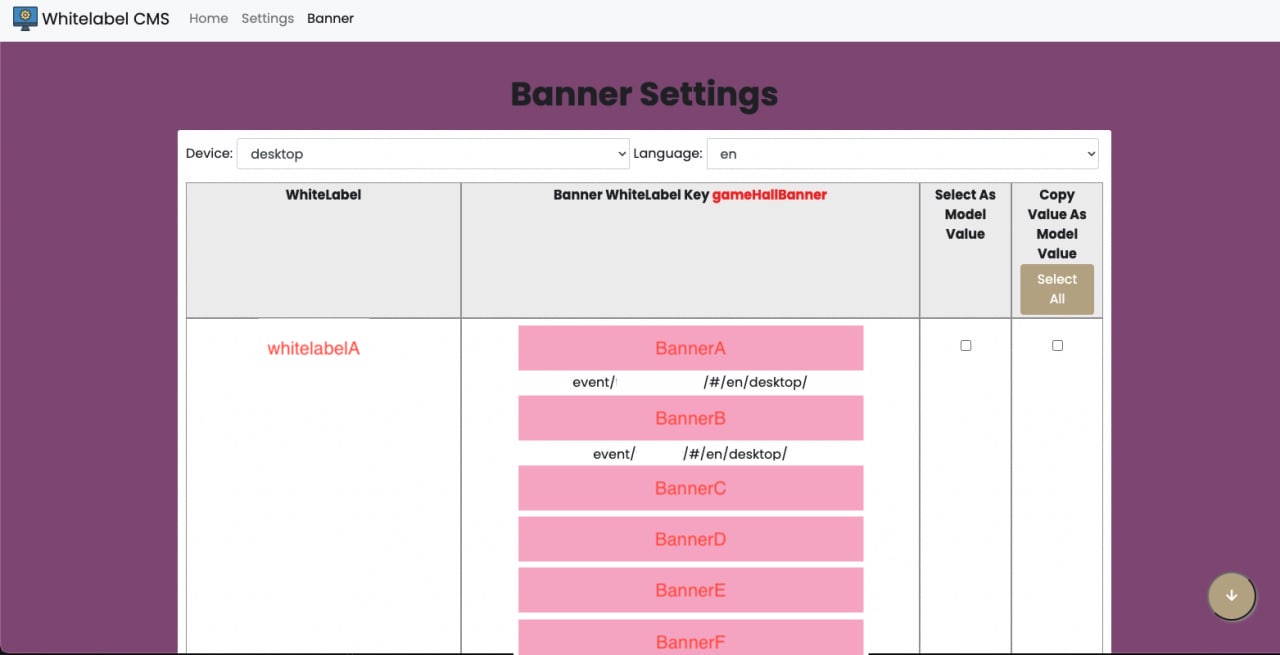 Whitelabel CMS Home Settings Banner
Banner Settings
Device: desktop Language: en
WhiteLabel
Banner WhiteLabel Key gameHallBanner
Select As
Model
Value
Copy
Value As
Model
Value
Select
All
whitelabelA
BannerA
event/ /#/en/desktop/
BannerB
event/ /#/en/desktop/
BannerC
BannerD
BannerE
BannerF